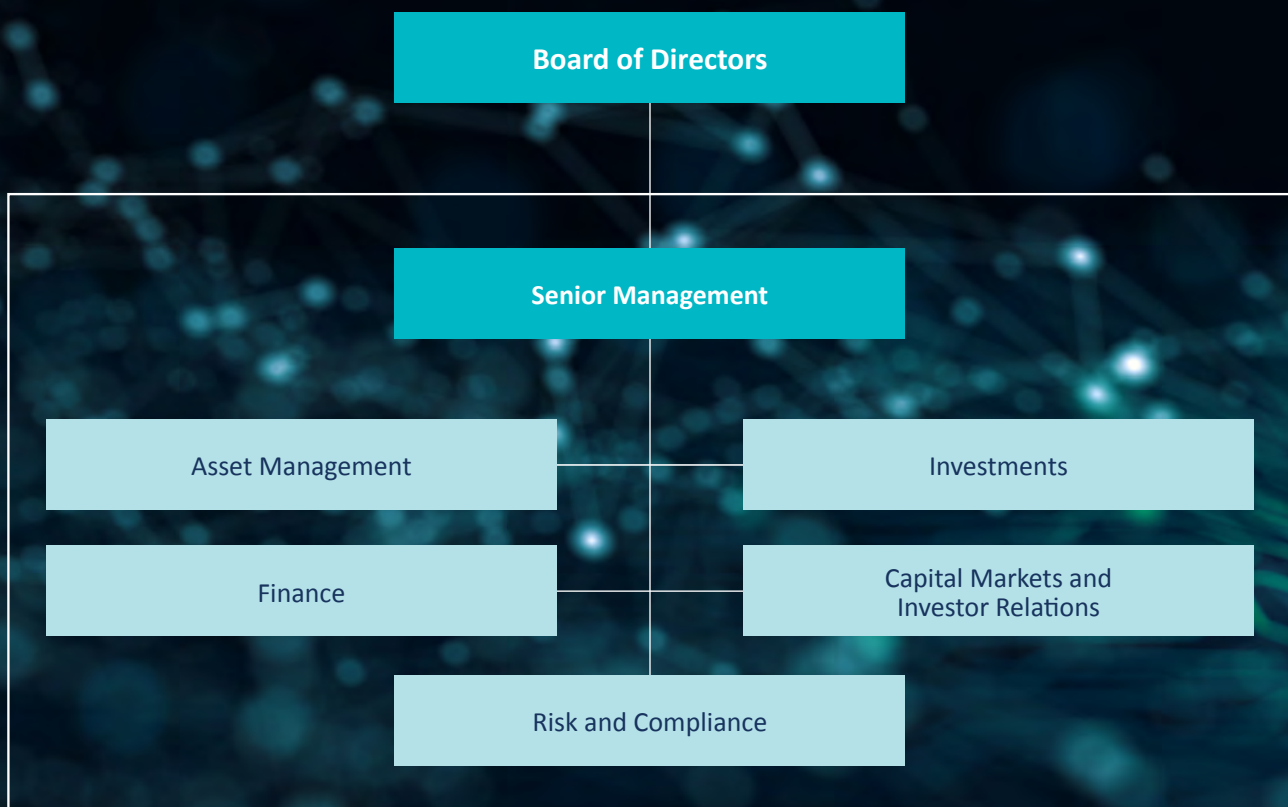 Board of Directors
Senior Management
Asset Management
Investments
Finance
Capital Markets and
Investor Relations
Risk and Compliance